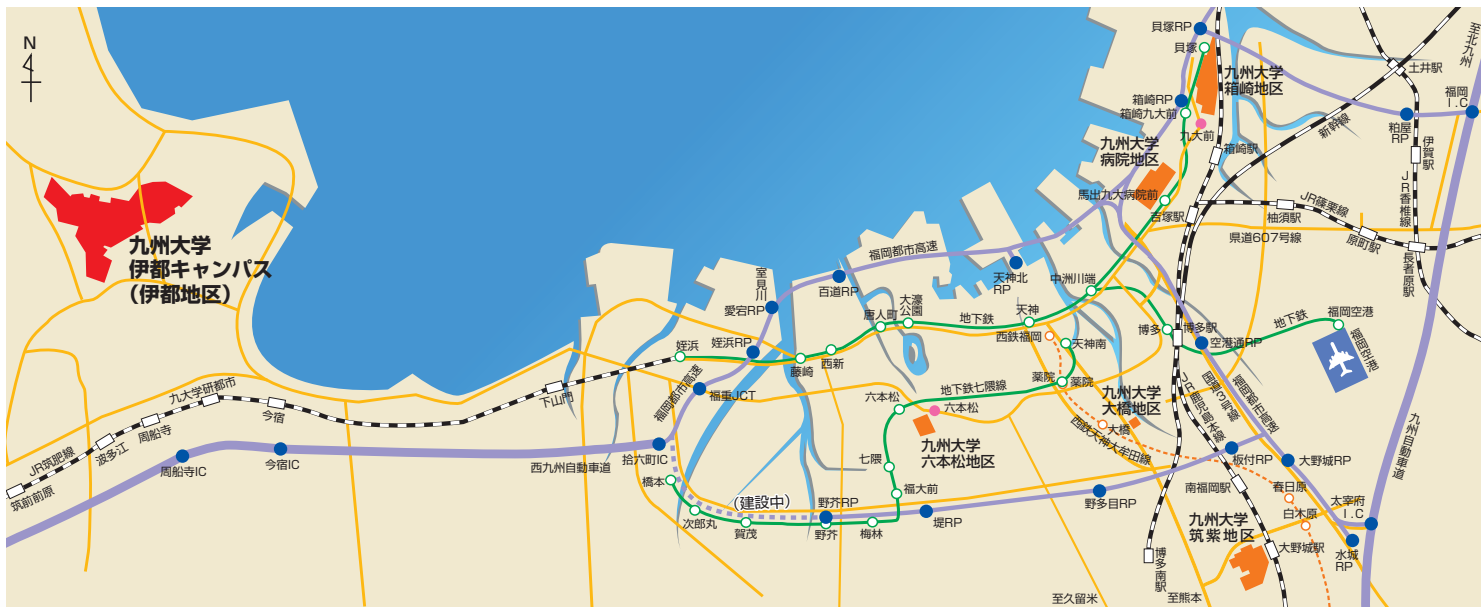 N
九州大学
伊都キャンパス
(伊都地区)
JR筑肥線
筑前前原
波多江
周船寺
九大学研都市
今宿
周船寺IC
今宿IC
下山門
西九州自動車道
姪浜
姪浜RP
福岡都市高速
福重JCT
拾六町IC
橋本
次郎丸
賀茂
(建設中)
野芥RP
野芥
梅林
福大前
七隈
堤RP
野多目RP
室見川
愛宕RP
百道RP
福岡都市高速
藤崎
西新
唐人町
大濠
公園
地下鉄
天神
天神北
RP
中洲川端
西鉄福岡
天神南
薬院
薬院
地下鉄七隈線
六本松
六本松
九州大学
六本松地区
九州大学
大橋地区
大橋
西鉄天神大牟田線
博多
博多駅
空港通RP
地下鉄
福岡空港
福岡空港
国道3号線
福岡都市高速
JR鹿児島本線
板付RP
大野城RP
南福岡駅
春日原
白木原
大野城駅
太宰府
I.C
水城
RP
九州大学
筑紫地区
博多南駅
至久留米
至熊本
九州自動車道
貝塚RP
貝塚
九州大学
箱崎地区
箱崎RP
箱崎九大前
九大前
箱崎駅
九州大学
病院地区
馬出九大病院前
吉塚駅
新幹線
土井駅
至北九州
福岡
I.C
粕屋
RP
伊賀駅
JR香椎線
JR篠栗線
柚須駅
原町駅
県道607号線
長者原駅